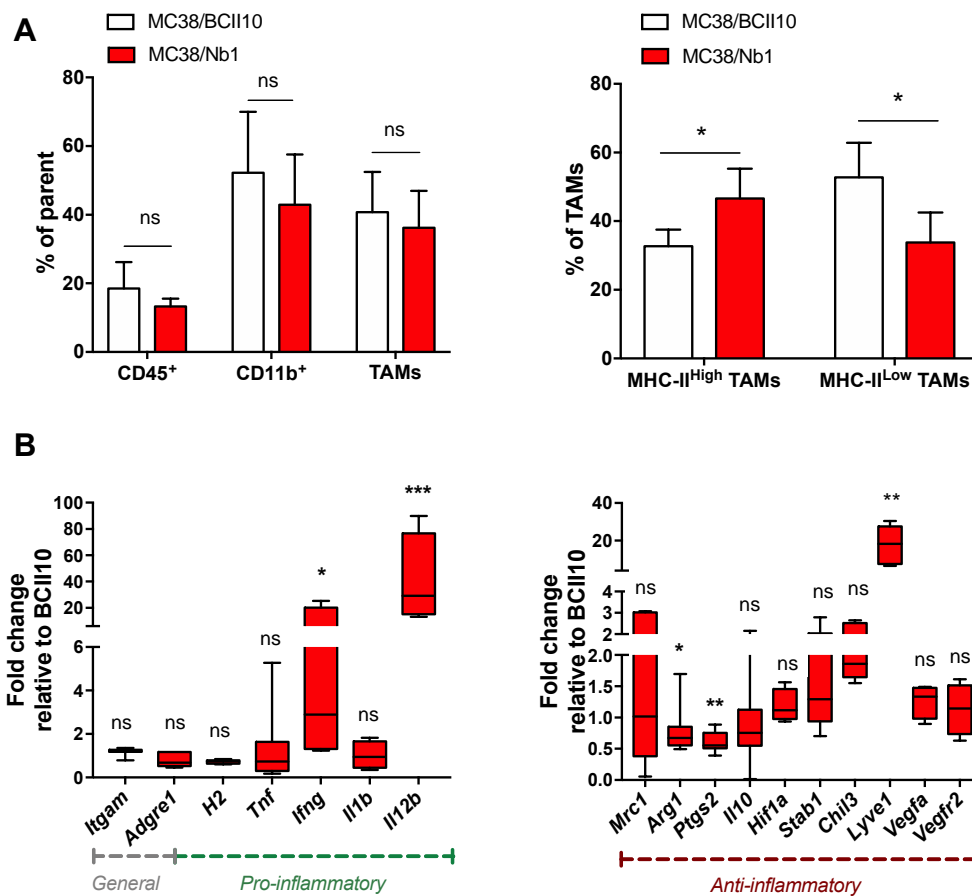 A
MC38/BCII10
MC38/Nb1
% of parent
80
60
40
20
0
ns
ns
ns
CD45+
CD11b+
TAMs
MC38/BCII10
MC38/Nb1
% of TAMs
80
60
40
20
0
*
*
MHC-IIHigh TAMs
MHC-IILow TAMs
B
Fold change
relative to BCII10
100
80
60
40
20
6
4
2
0
ns
ns
ns
ns
*
ns
***
Itgam
Adgre1
H2
Tnf
Ifng
Il1b
Il12b
General
Pro-inflammatory
Fold change
relative to BCII10
40
20
4
3
2
2.0
1.5
1.0
0.5
0.0
ns
*
**
ns
ns
ns
ns
**
ns
ns
Mrc1
Arg1
Ptgs2
Il10
Hif1a
Stab1
Chil3
Lyve1
Vegfa
Vegfr2
Anti-inflammatory